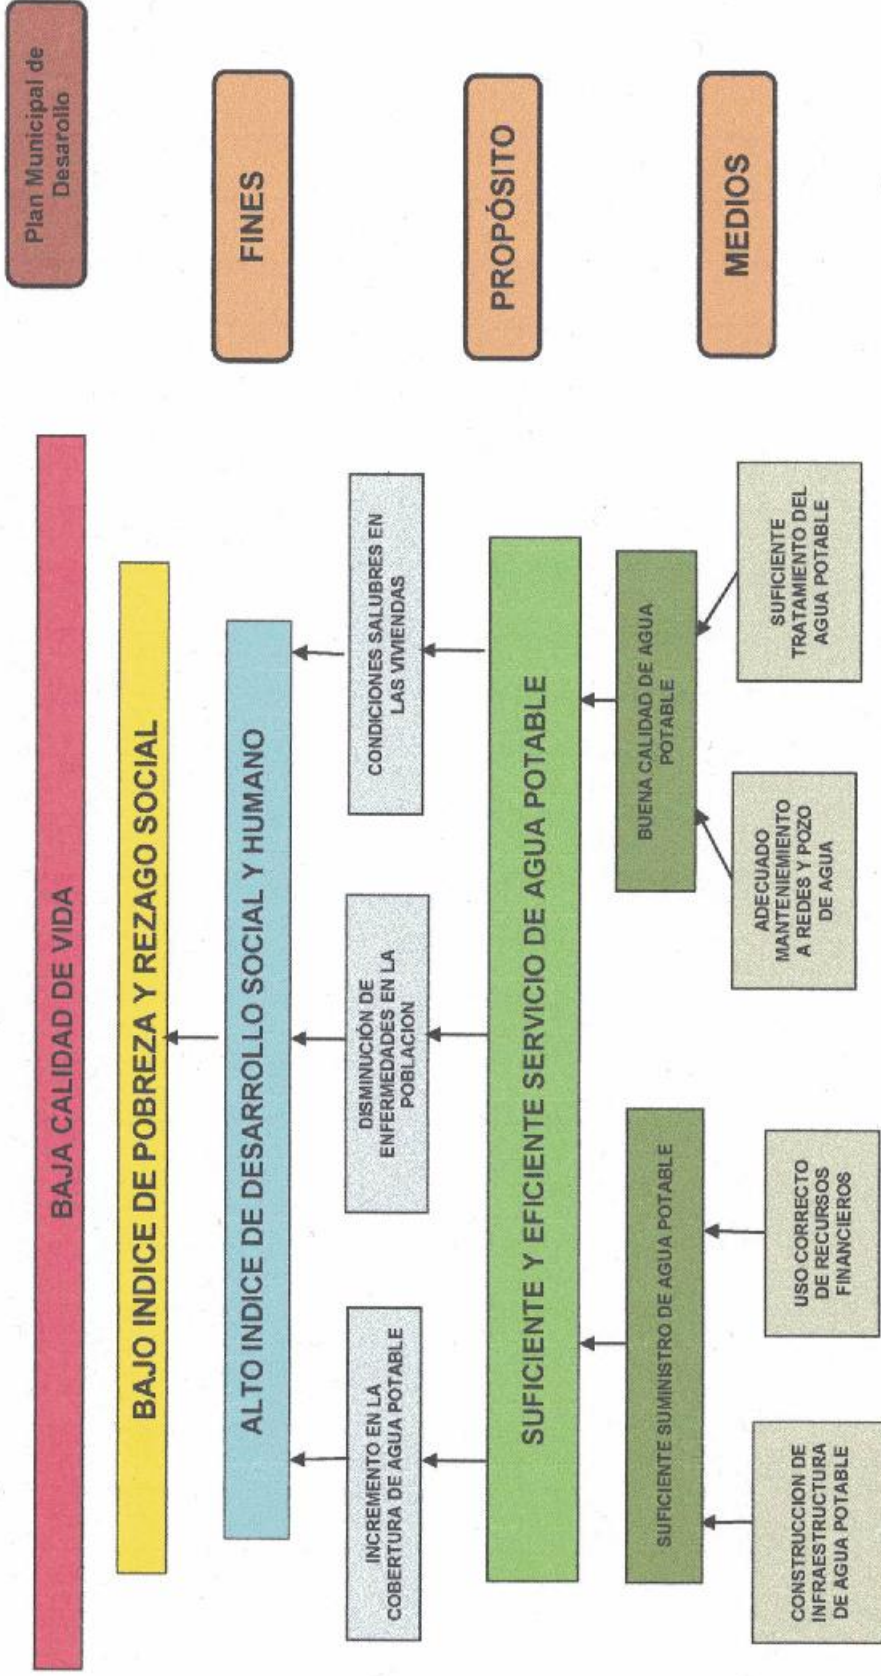 Plan Municipal de
Desarollo
BAJA CALIDAD DE VIDA
BAJO INDICE DE POBREZA Y REZAGO SOCIAL
FINES
ALTO INDICE DE DESARROLLO SOCIAL Y HUMANO
INCREMENTO EN LA
COBERTURA DE AGUA POTABLE
DISMINUCIÓN DE
ENFERMEDADES EN LA
POBLACION
CONDICIONES SALUBRES EN
LAS VIVIENDAS
PROPÓSITO
SUFICIENTE Y EFICIENTE SERVICIO DE AGUA POTABLE
MEDIOS
SUFICIENTE SUMINISTRO DE AGUA POTABLE
BUENA CALIDAD DE AGUA
POTABLE
CONSTRUCCION DE
INFRAESTRUCTURA
DE AGUA POTABLE
USO CORRECTO
DE RECURSOS
FINANCIEROS
ADECUADO
MANTENIEMIENTO
A REDES Y POZO
DE AGUA
SUFICIENTE
TRATAMIENTO DEL
AGUA POTABLE